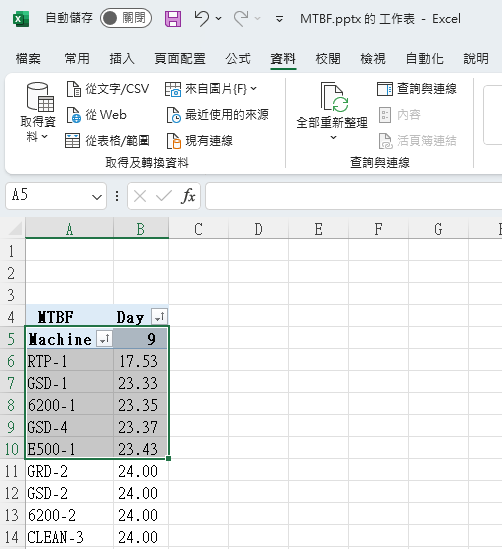 自動儲存 關閉 MTBF.pptx 的 工作表 - Excel
檔案 常用 插入 頁面配置 公式 資料 校閱 檢視 自動化 說明
取得資料
從文字/CSV
從 Web
從表格/範圍
來自圖片{F}
最近使用的來源
現有連線
取得及轉換資料
全部重新整理
查詢與連線
內容
活頁簿連結
查詢與連線
A5 fx
A B C D E F G
1
2
3
4 MTBF Day
5 Machine 9
6 RTP-1 17.53
7 GSD-1 23.33
8 6200-1 23.35
9 GSD-4 23.37
10 E500-1 23.43
11 GRD-2 24.00
12 GSD-2 24.00
13 6200-2 24.00
14 CLEAN-3 24.00